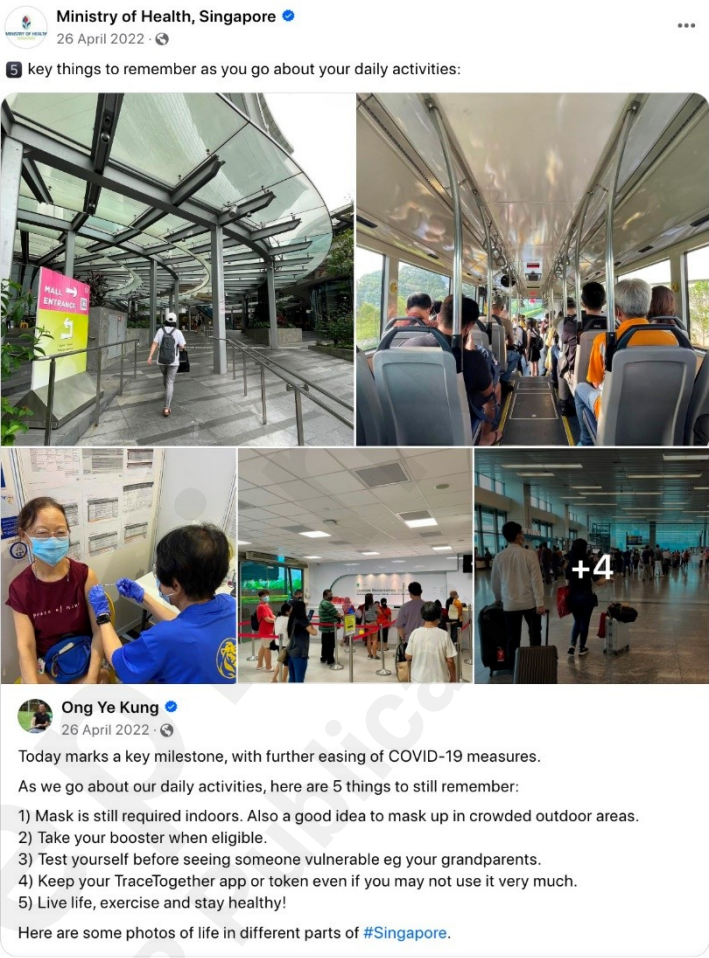 Ministry of Health, Singapore
26 April 2022
5 key things to remember as you go about your daily activities:
MALL
ENTRANCE
+4
Ong Ye Kung
26 April 2022
Today marks a key milestone, with further easing of COVID-19 measures.
As we go about our daily activities, here are 5 things to still remember:
1) Mask is still required indoors. Also a good idea to mask up in crowded outdoor areas.
2) Take your booster when eligible.
3) Test yourself before seeing someone vulnerable eg your grandparents.
4) Keep your TraceTogether app or token even if you may not use it very much.
5) Live life, exercise and stay healthy!
Here are some photos of life in different parts of #Singapore.